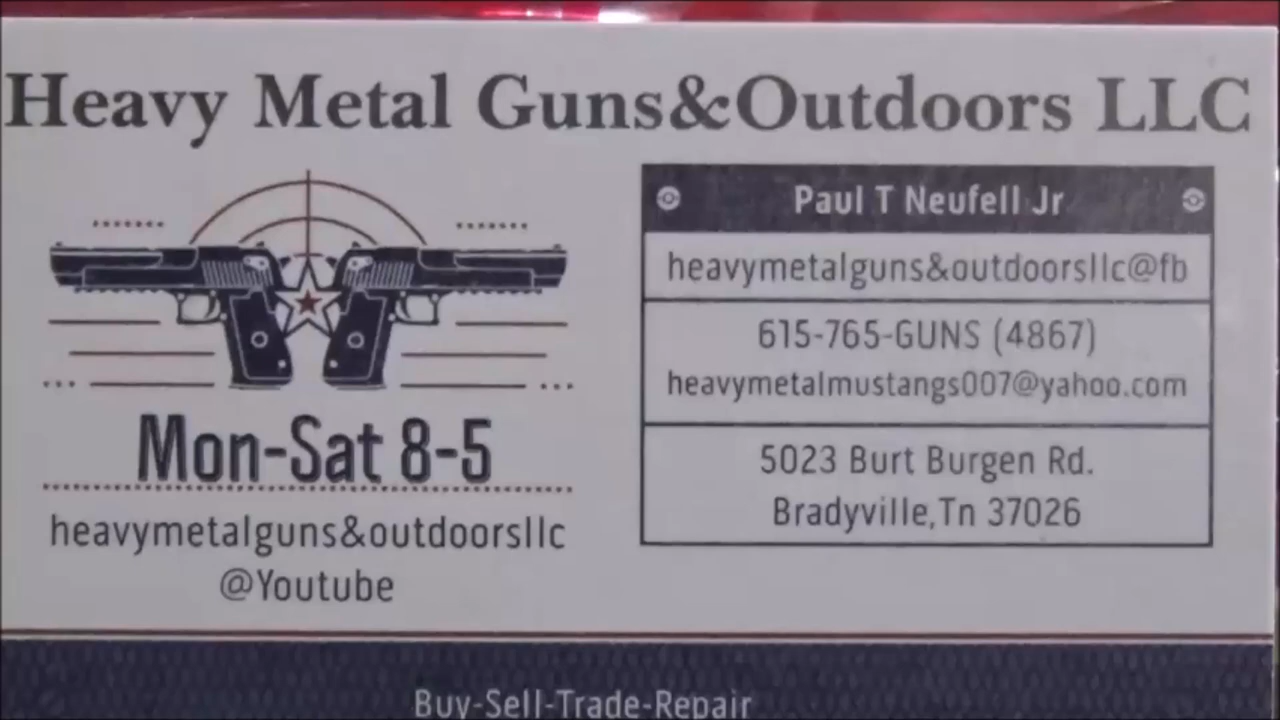 Heavy Metal Guns&Outdoors LLC
Mon-Sat 8-5
heavymetalguns&outdoorsllc
@Youtube
Paul T Neufell Jr
heavymetalguns&outdoorsllc@fb
615-765-GUNS (4867)
heavymetalmustangs007@yahoo.com
5023 Burt Burgen Rd.
Bradyville,Tn 37026
Buy-Sell-Trade-Repair